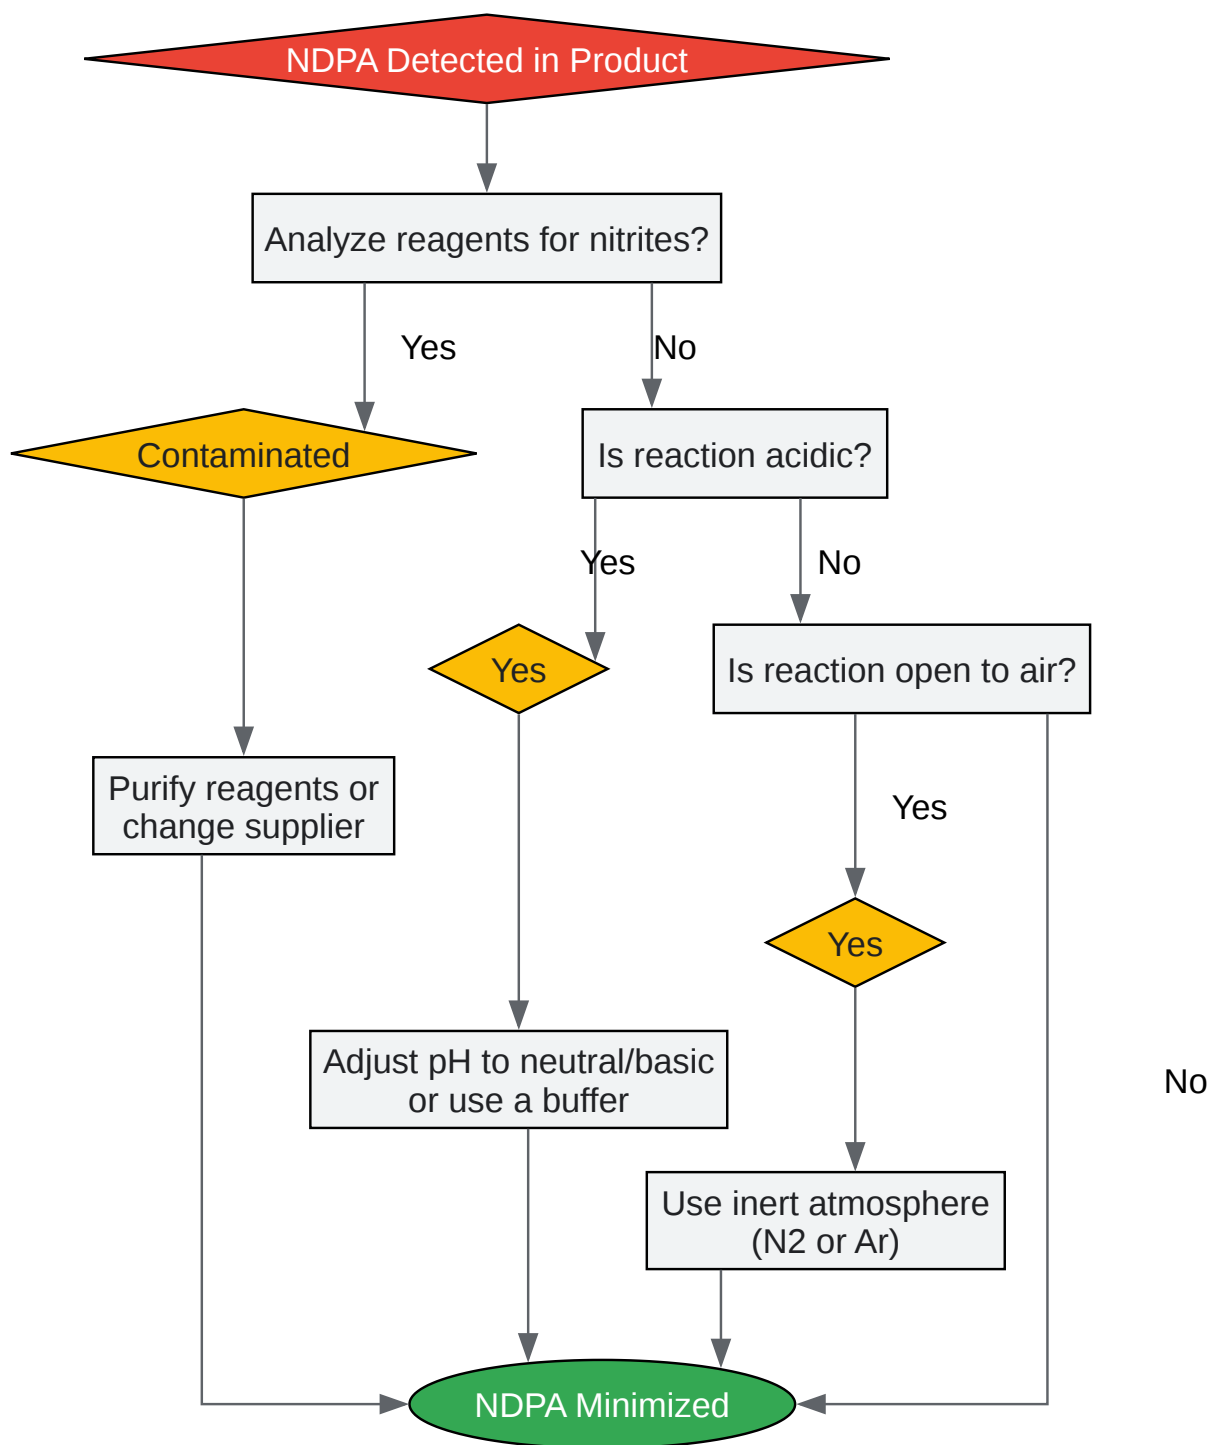 NDPA Detected in Product
Analyze reagents for nitrites?
Yes
No
Contaminated
Is reaction acidic?
Yes
No
Yes
Is reaction open to air?
Purify reagents or
change supplier
Yes
Yes
Adjust pH to neutral/basic
or use a buffer
No
Use inert atmosphere
(N2 or Ar)
NDPA Minimized